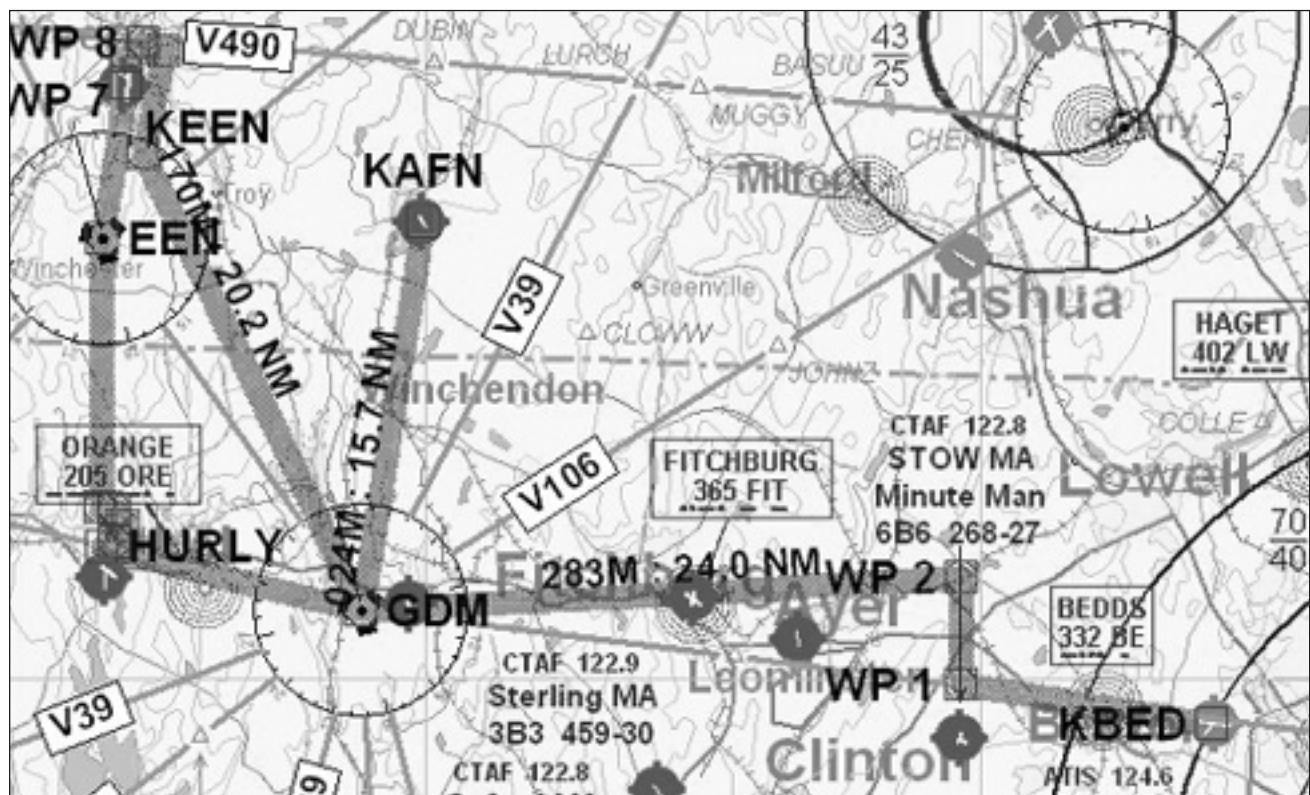 WP 8
V490
DUBIN
LURCH
BASUU
43
25
WP 7
MUGGY
KEEN
KAFN
Milford
Troy
170M
20.2 NM
EEN
Winchester
Nashua
V39
Greenville
CLOWW
HAGET
402 LW
JOHNZ
Winchendon
024M : 15.7 NM
ORANGE
205 ORE
CTAF 122.8
STOW MA
Minute Man
6B6 268-27
COLLE
Lowell
FITCHBURG
365 FIT
V106
70
40
HURLY
283M : 24.0 NM
WP 2
Ayer
GDM
BEDDS
332 BE
CTAF 122.9
Sterling MA
3B3 459-30
WP 1
V39
KBED
Clinton
CTAF 122.8
ATIS 124.6